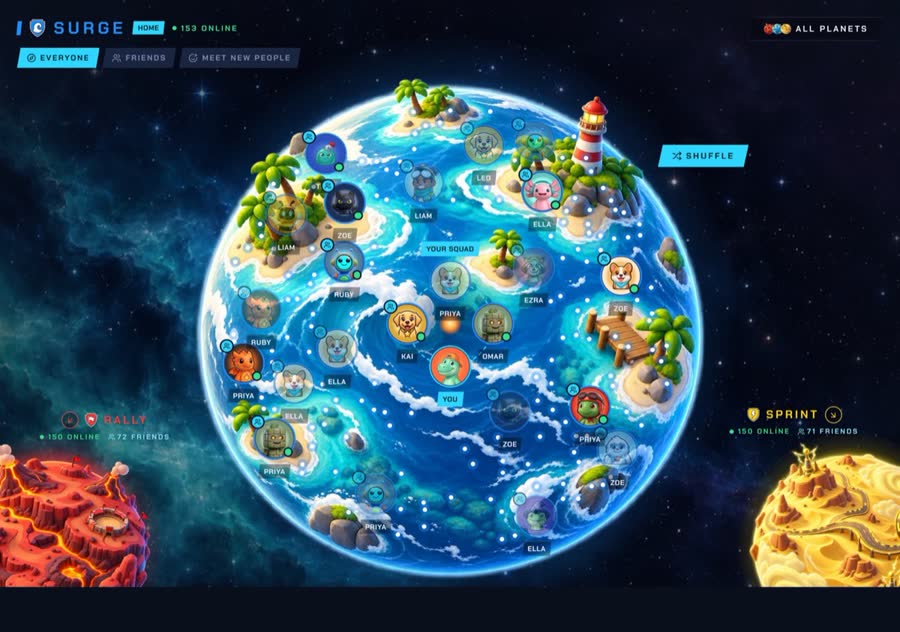 SURGE HOME 153 ONLINE
ALL PLANETS
EVERYONE FRIENDS MEET NEW PEOPLE
SHUFFLE
LEO
LIAM
ELLA
ZOE
LIAM
YOUR SQUAD
RUBY
EZRA
ZOE
PRIYA
RUBY
KAI
OMAR
ELLA
PRIYA
YOU
ELLA
RALLY
150 ONLINE 72 FRIENDS
SPRINT
150 ONLINE 71 FRIENDS
ZOE
PRIYA
PRIYA
ZOE
PRIYA
ELLA